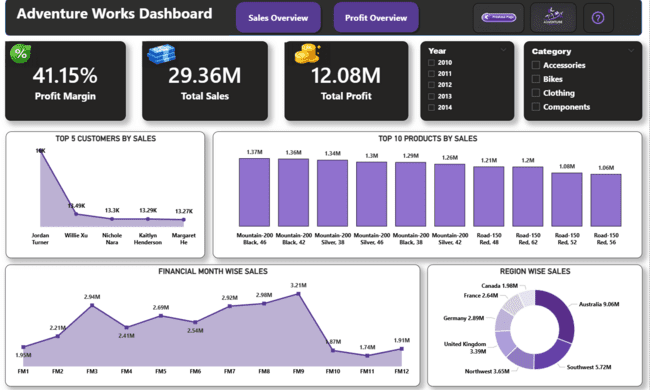 Adventure Works Dashboard
Sales Overview
Profit Overview
ADVENTURE
?
%
41.15%
Profit Margin
29.36M
Total Sales
12.08M
Total Profit
Year
2010
2011
2012
2013
2014
Category
Accessories
Bikes
Clothing
Components
TOP 5 CUSTOMERS BY SALES
13.3K
13.29K
13.27K
Jordan
Turner
Willie Xu
Nichole
Nara
Kaitlyn
Henderson
Margaret
He
TOP 10 PRODUCTS BY SALES
1.37M
1.36M
1.34M
1.3M
1.29M
1.26M
1.21M
1.2M
1.08M
1.06M
Mountain-200
Black, 46
Mountain-200
Black, 42
Mountain-200
Silver, 38
Mountain-200
Silver, 46
Mountain-200
Black, 38
Mountain-200
Silver, 42
Road-150
Red, 48
Road-150
Red, 62
Road-150
Red, 52
Road-150
Red, 56
FINANCIAL MONTH WISE SALES
1.95M
2.21M
2.94M
2.41M
2.69M
2.54M
2.92M
2.98M
3.21M
1.87M
1.74M
1.91M
FM1
FM2
FM3
FM4
FM5
FM6
FM7
FM8
FM9
FM10
FM11
FM12
REGION WISE SALES
Canada 1.98M
France 2.64M
Germany 2.89M
United Kingdom
3.39M
Northwest 3.65M
Southwest 5.72M
Australia 9.06M